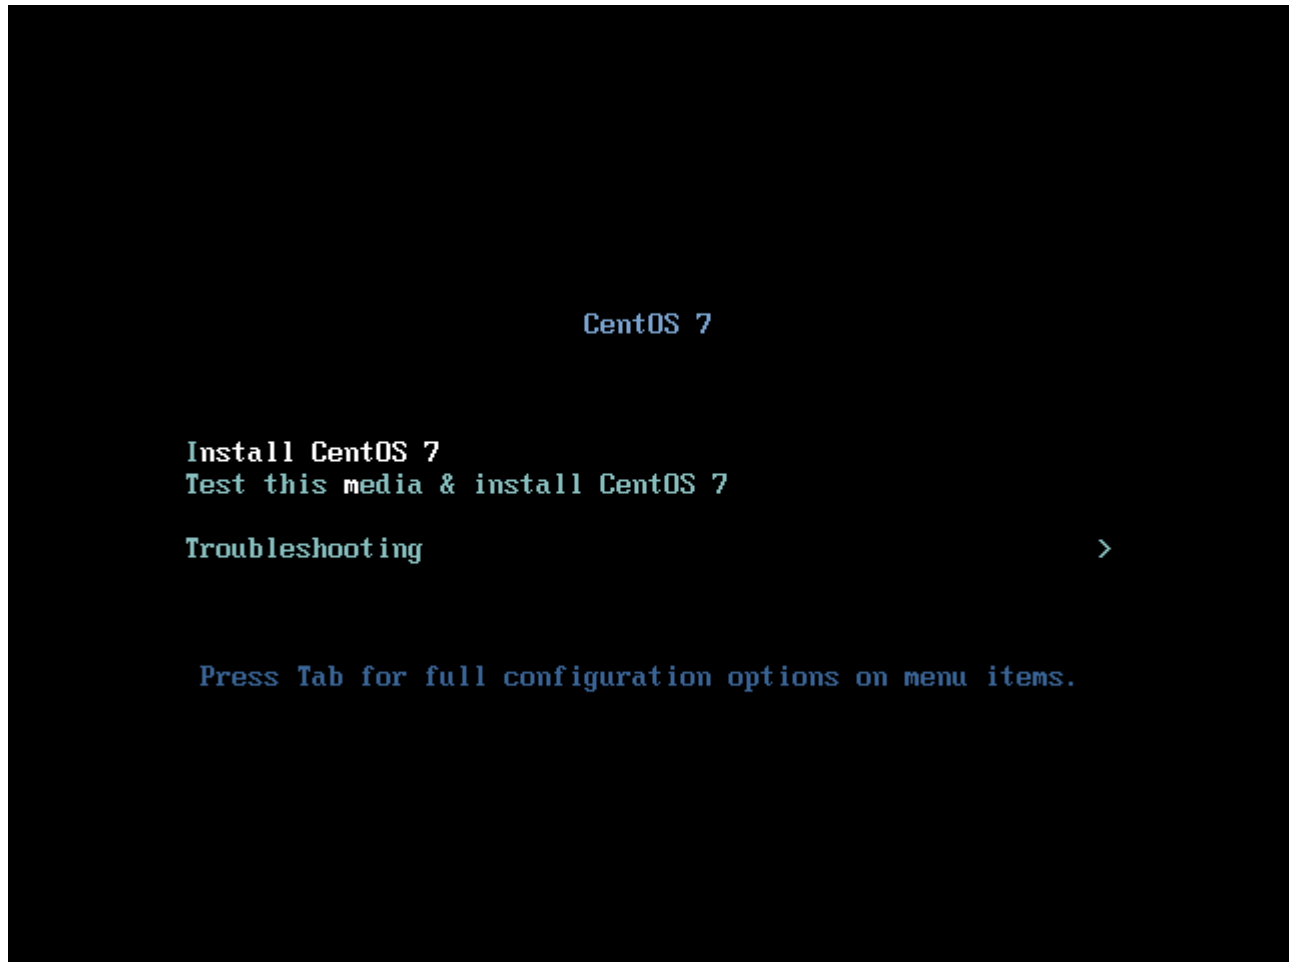 CentOS 7
Install CentOS 7
Test this media & install CentOS 7
Troubleshooting >
Press Tab for full configuration options on menu items.